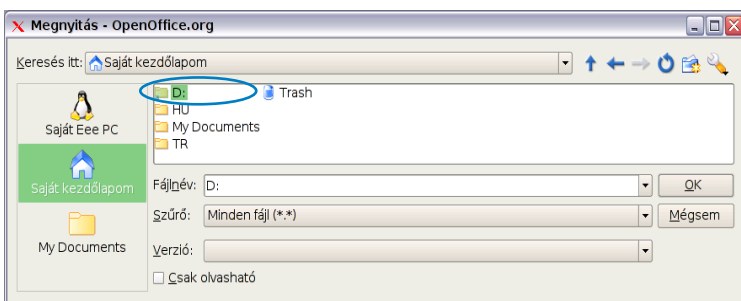 Megnyitás - OpenOffice.org
Keresés itt: Saját kezdőlapom
D: Trash
HU
My Documents
TR
Saját Eee PC
Saját kezdőlapom
My Documents
Fájlnév: D: OK
Szűrő: Minden fájl (*.*) Mégsem
Verzió:
Csak olvasható